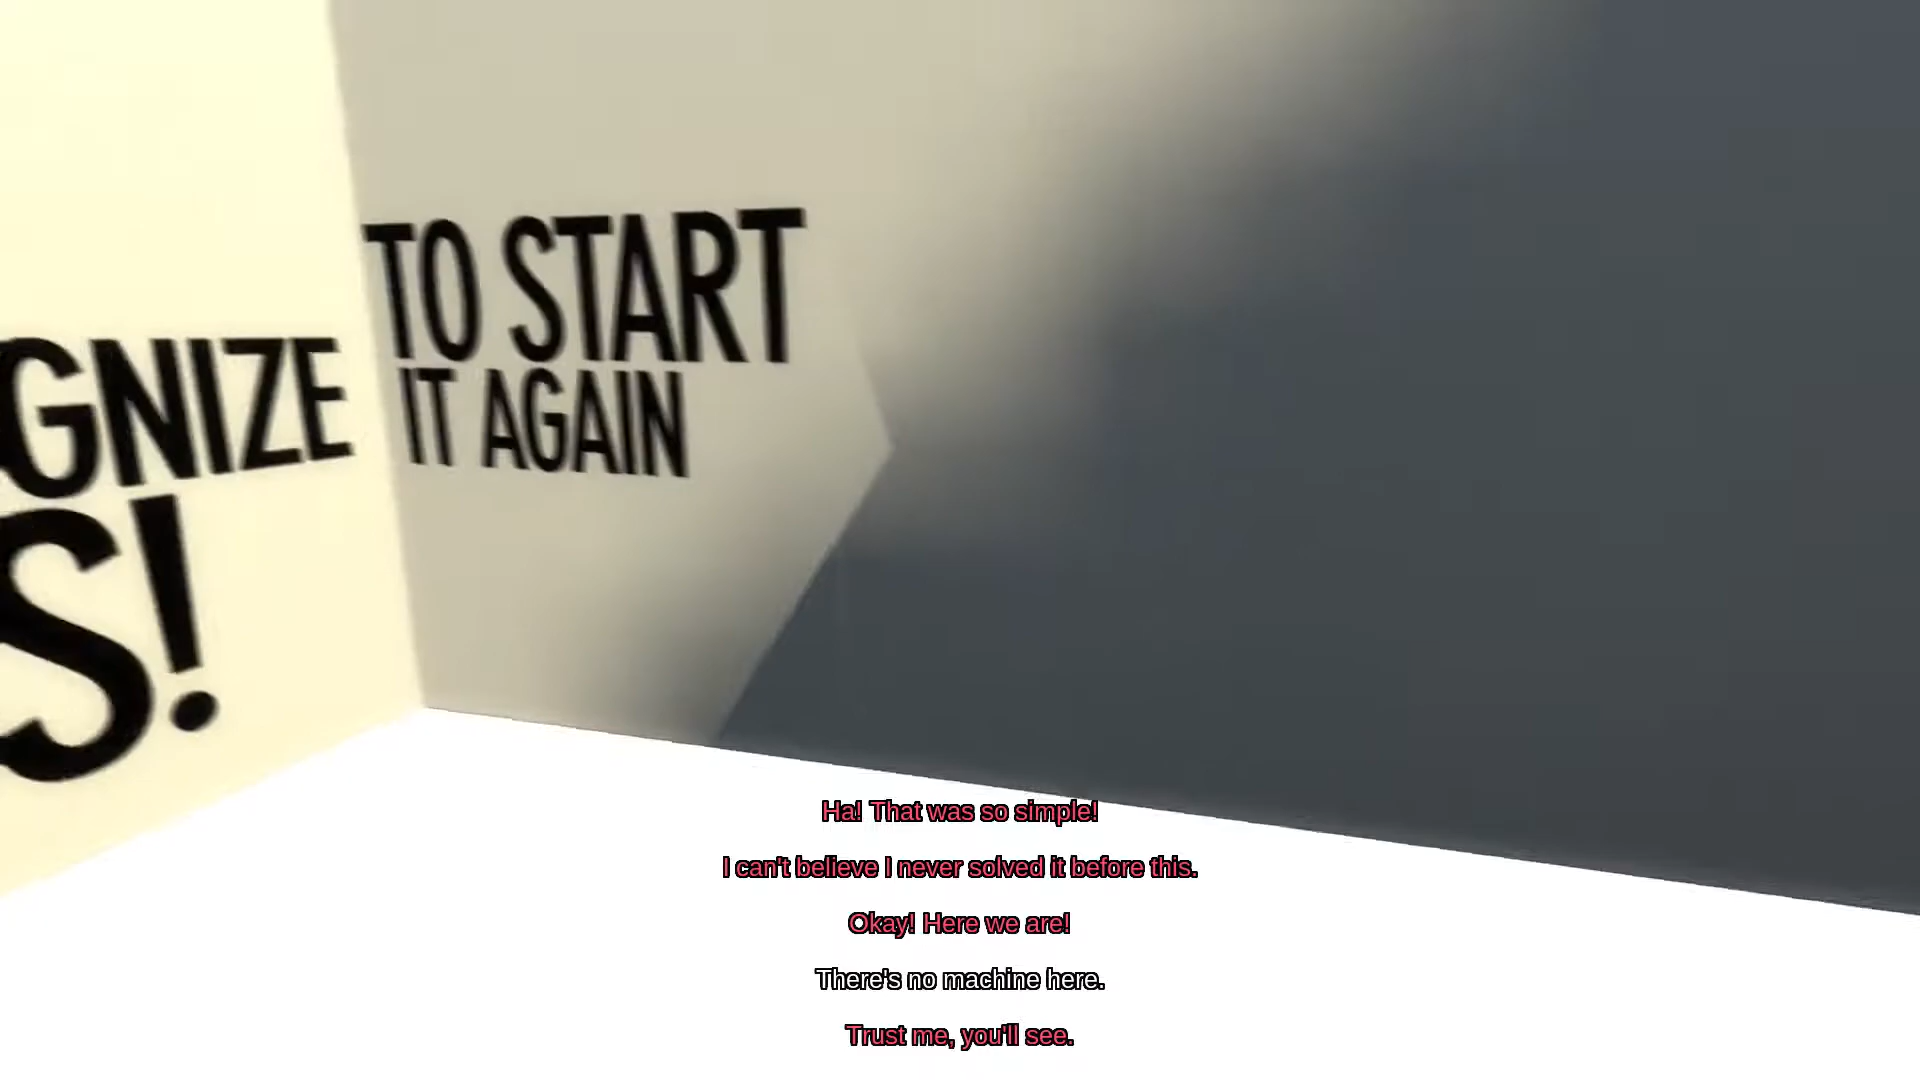 GNIZE
S!
TO START
IT AGAIN
Ha! That was so simple!
I can't believe I never solved it before this.
Okay! Here we are!
There's no machine here.
Trust me, you'll see.